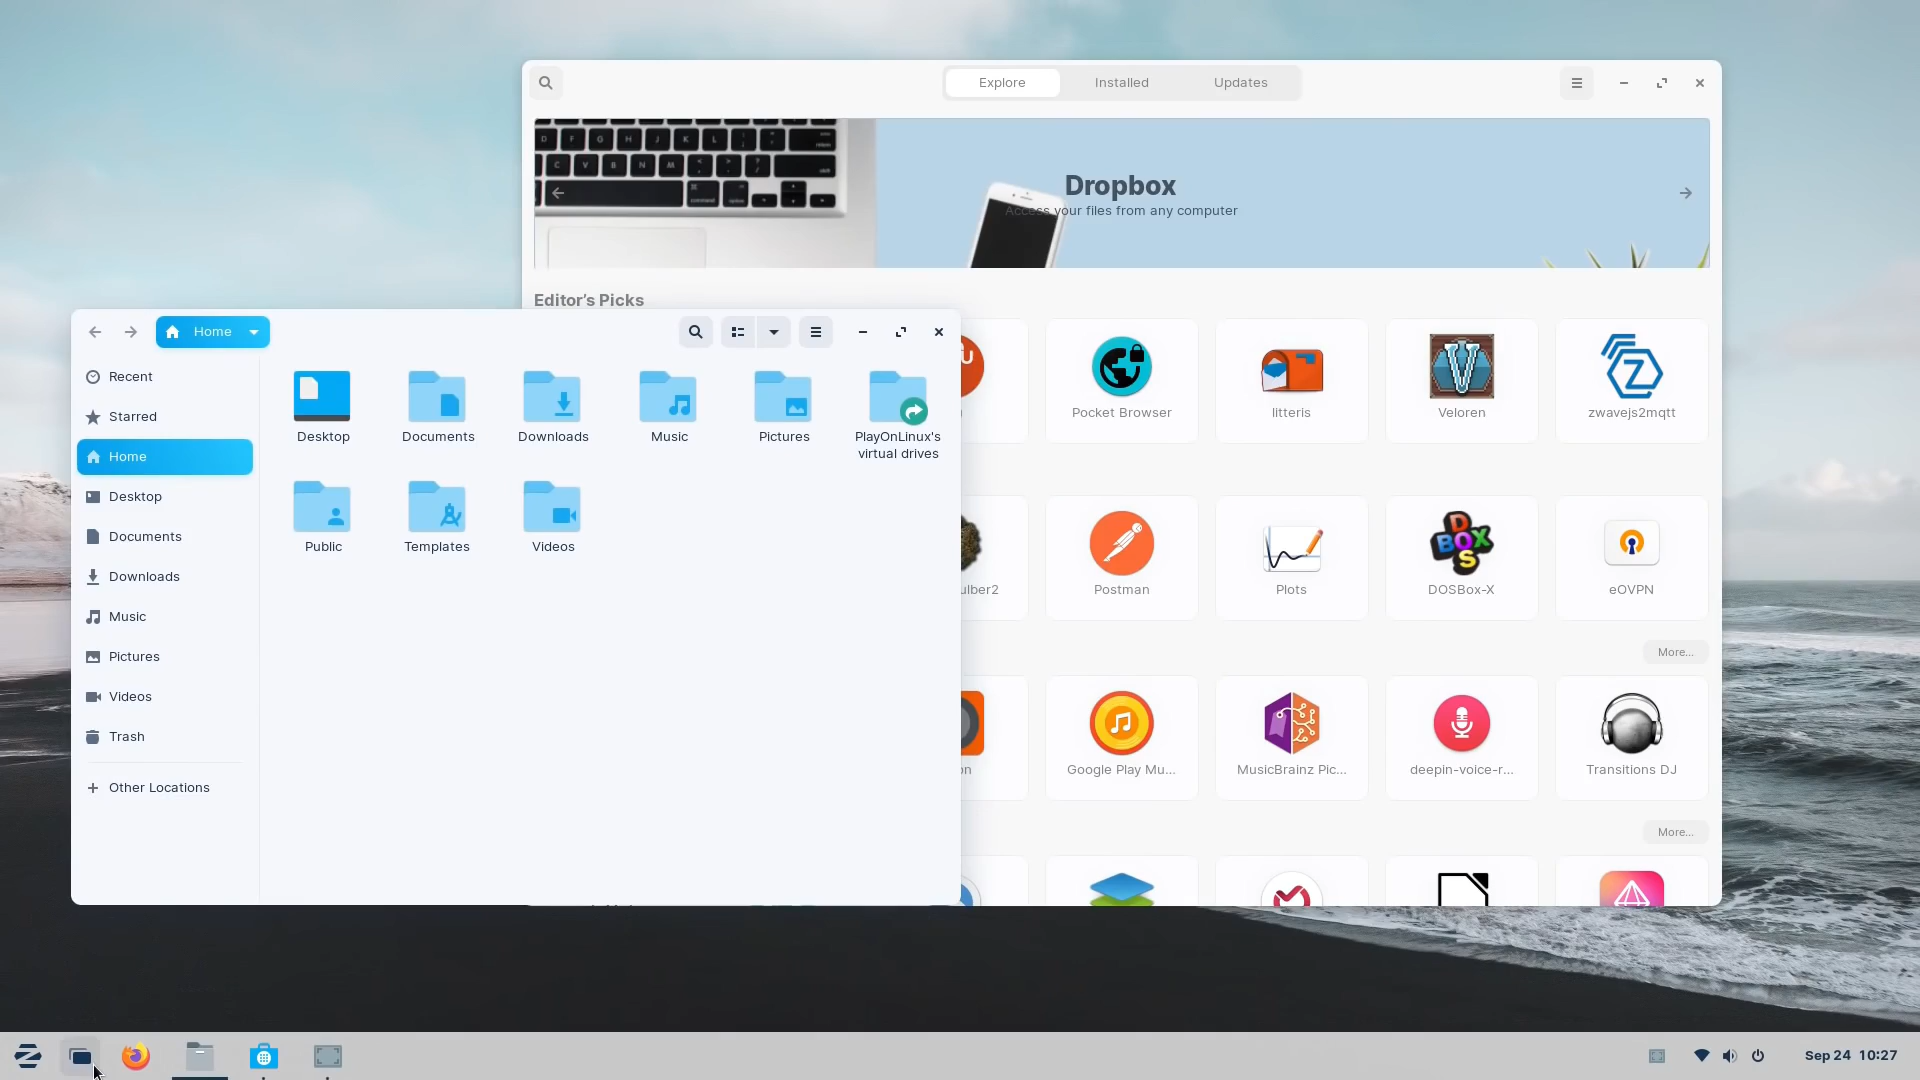 Explore
Installed
Updates
Dropbox
Access your files from any computer
Editor's Picks
Home
Recent
Starred
Home
Desktop
Documents
Downloads
Music
Pictures
Videos
Trash
Other Locations
Desktop
Documents
Downloads
Music
Pictures
PlayOnLinux's
virtual drives
Public
Templates
Videos
Pocket Browser
litteris
Veloren
zwavejs2mqtt
Postman
Plots
DOSBox-X
eOVPN
More...
Google Play Mu...
MusicBrainz Pic...
deepin-voice-r...
Transitions DJ
More...
Sep 24 10:27